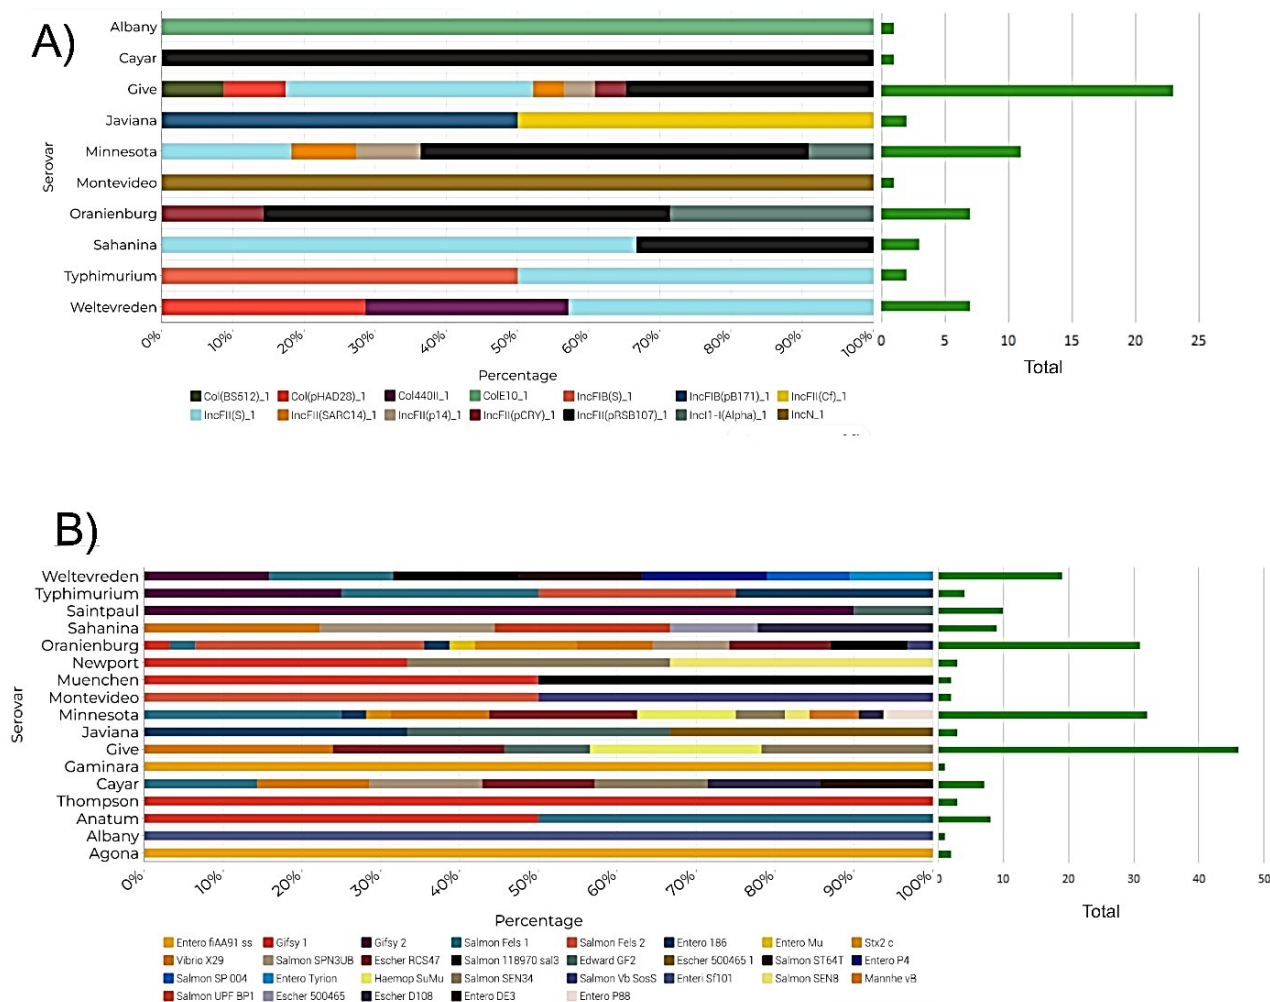 A)
Albany
Cayar
Give
Javiana
Minnesota
Montevideo
Oranienburg
Sahanina
Typhimurium
Weltevreden
Serovar
0% 10% 20% 30% 40% 50% 60% 70% 80% 90% 100%
0 5 10 15 20 25
Percentage
Total
Col(BS512)_1 Col(pHAD28)_1 Col440II_1 ColE10_1 IncFIB(S)_1 IncFIB(pB171)_1 IncFII(Cf)_1
IncFII(S)_1 IncFII(SARC14)_1 IncFII(p14)_1 IncFII(pCRY)_1 IncFII(pRSB107)_1 IncI1-I(Alpha)_1 IncN_1
B)
Weltevreden
Typhimurium
Saintpaul
Sahanina
Oranienburg
Newport
Muenchen
Montevideo
Minnesota
Javiana
Give
Gaminara
Cayar
Thompson
Anatum
Albany
Agona
Serovar
0% 10% 20% 30% 40% 50% 60% 70% 80% 90% 100%
10 20 30 40 50
Percentage
Total
Entero fiAA91 ss Gifsy 1 Gifsy 2 Salmon Fels 1 Salmon Fels 2 Entero 186 Entero Mu Stx2 c
Vibrio X29 Salmon SPN3UB Escher RCS47 Salmon 118970 sal3 Edward GF2 Escher 500465 1 Salmon ST64T Entero P4
Salmon SP 004 Entero Tyrion Haemop SuMu Salmon SEN34 Salmon Vb SosS Enteri Sf101 Salmon SEN8 Mannhe vB
Salmon UPF BP1 Escher 500465 Escher D108 Entero DE3 Entero P88